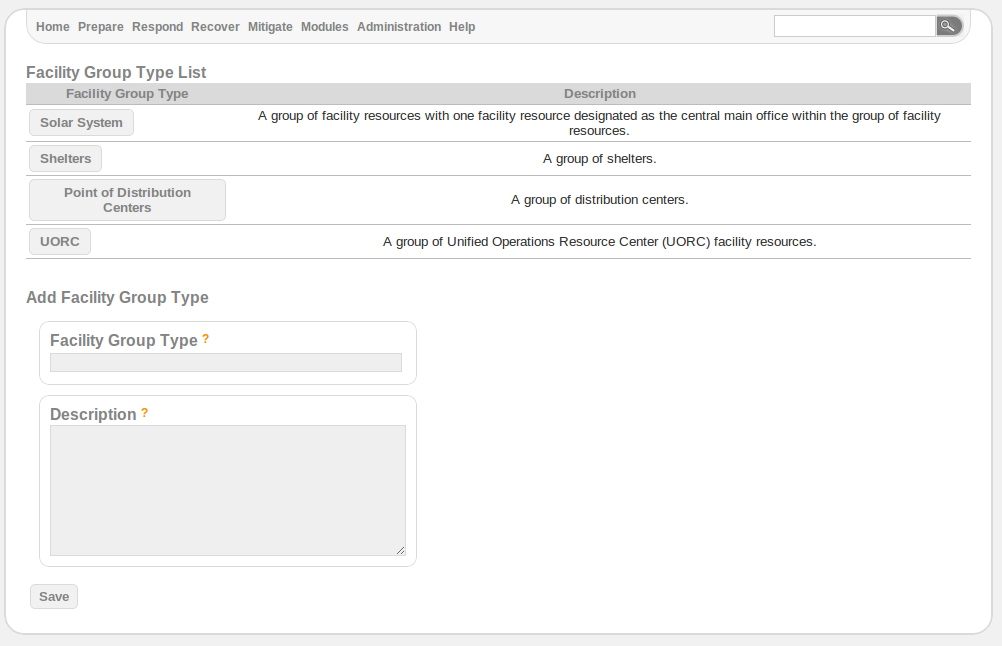 Home Prepare Respond Recover Mitigate Modules Administration Help
Facility Group Type List
Facility Group Type Description
Solar System
A group of facility resources with one facility resource designated as the central main office within the group of facility
resources.
Shelters
A group of shelters.
Point of Distribution
Centers
A group of distribution centers.
UORC
A group of Unified Operations Resource Center (UORC) facility resources.
Add Facility Group Type
Facility Group Type ?
Description ?
Save